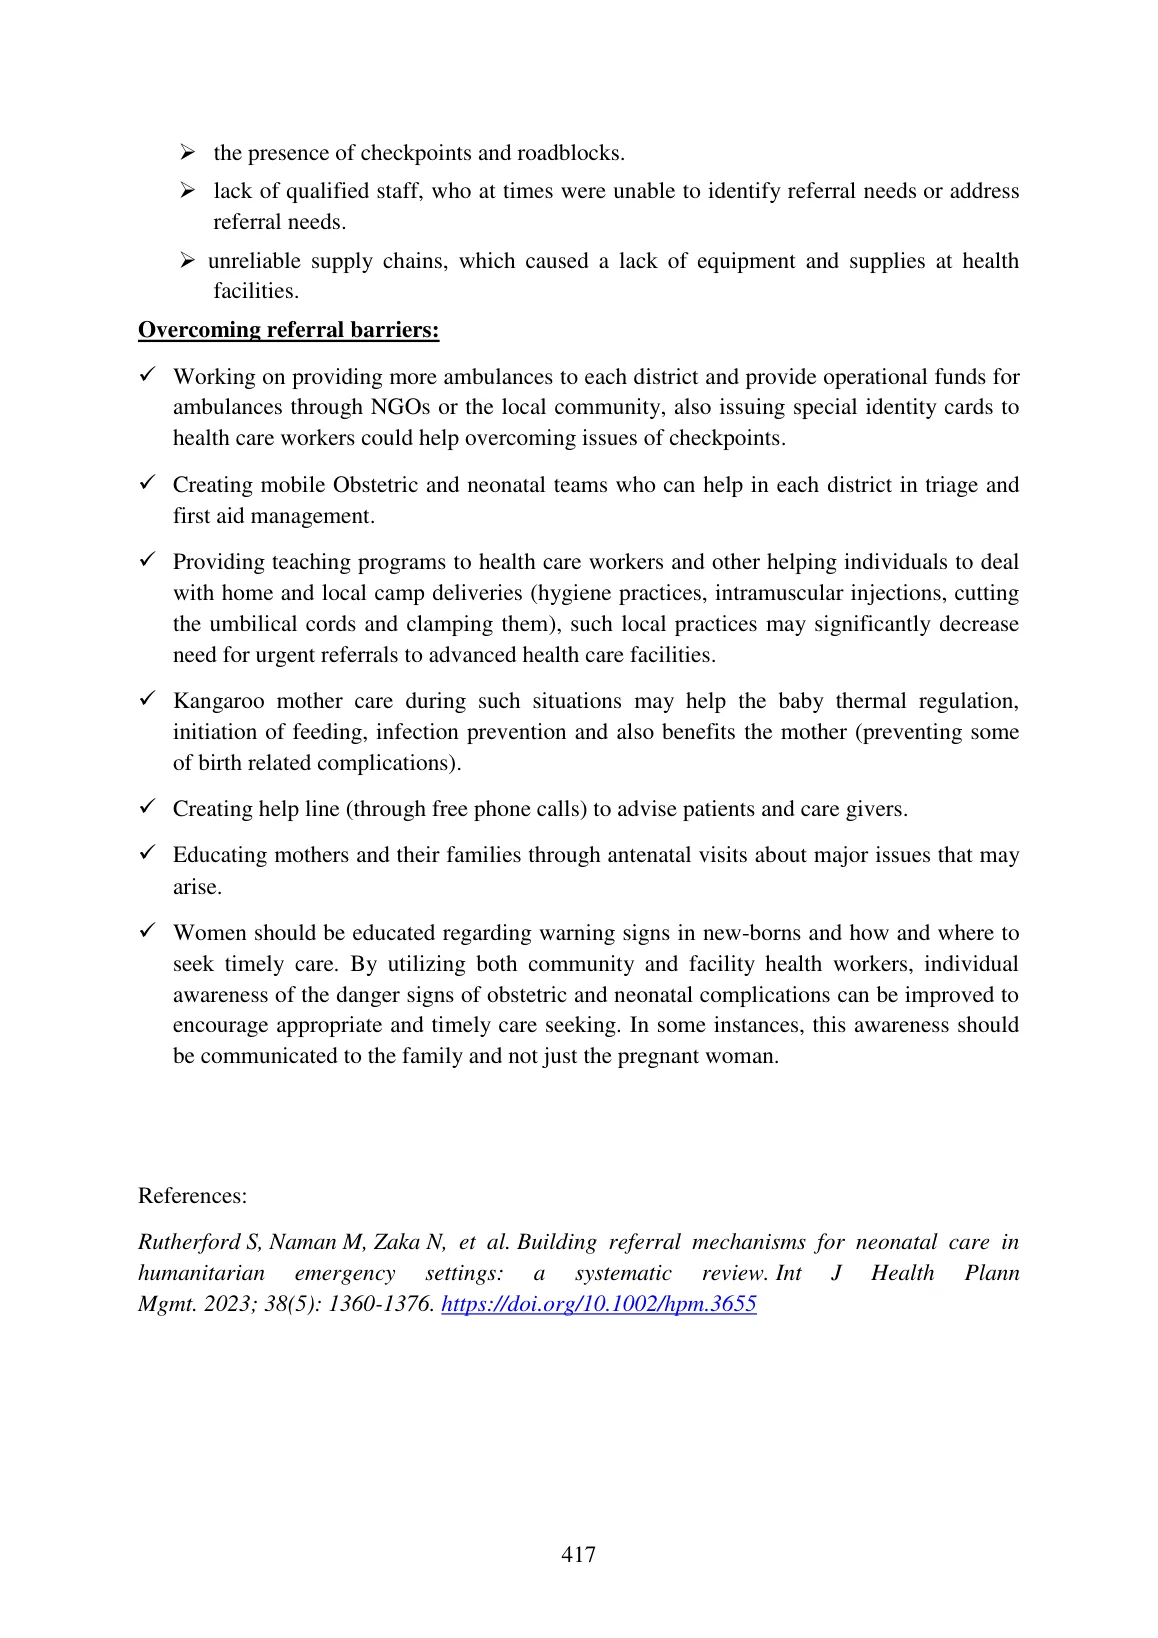 ➢ the presence of checkpoints and roadblocks.
➢ lack of qualified staff, who at times were unable to identify referral needs or address
referral needs.
➢ unreliable supply chains, which caused a lack of equipment and supplies at health
facilities.
Overcoming referral barriers:
✓ Working on providing more ambulances to each district and provide operational funds for
ambulances through NGOs or the local community, also issuing special identity cards to
health care workers could help overcoming issues of checkpoints.
✓ Creating mobile Obstetric and neonatal teams who can help in each district in triage and
first aid management.
✓ Providing teaching programs to health care workers and other helping individuals to deal
with home and local camp deliveries (hygiene practices, intramuscular injections, cutting
the umbilical cords and clamping them), such local practices may significantly decrease
need for urgent referrals to advanced health care facilities.
✓ Kangaroo mother care during such situations may help the baby thermal regulation,
initiation of feeding, infection prevention and also benefits the mother (preventing some
of birth related complications).
✓ Creating help line (through free phone calls) to advise patients and care givers.
✓ Educating mothers and their families through antenatal visits about major issues that may
arise.
✓ Women should be educated regarding warning signs in new-borns and how and where to
seek timely care. By utilizing both community and facility health workers, individual
awareness of the danger signs of obstetric and neonatal complications can be improved to
encourage appropriate and timely care seeking. In some instances, this awareness should
be communicated to the family and not just the pregnant woman.
References:
Rutherford S, Naman M, Zaka N, et al. Building referral mechanisms for neonatal care in
humanitarian emergency settings: a systematic review. Int J Health Plann
Mgmt. 2023; 38(5): 1360-1376. https://doi.org/10.1002/hpm.3655
417